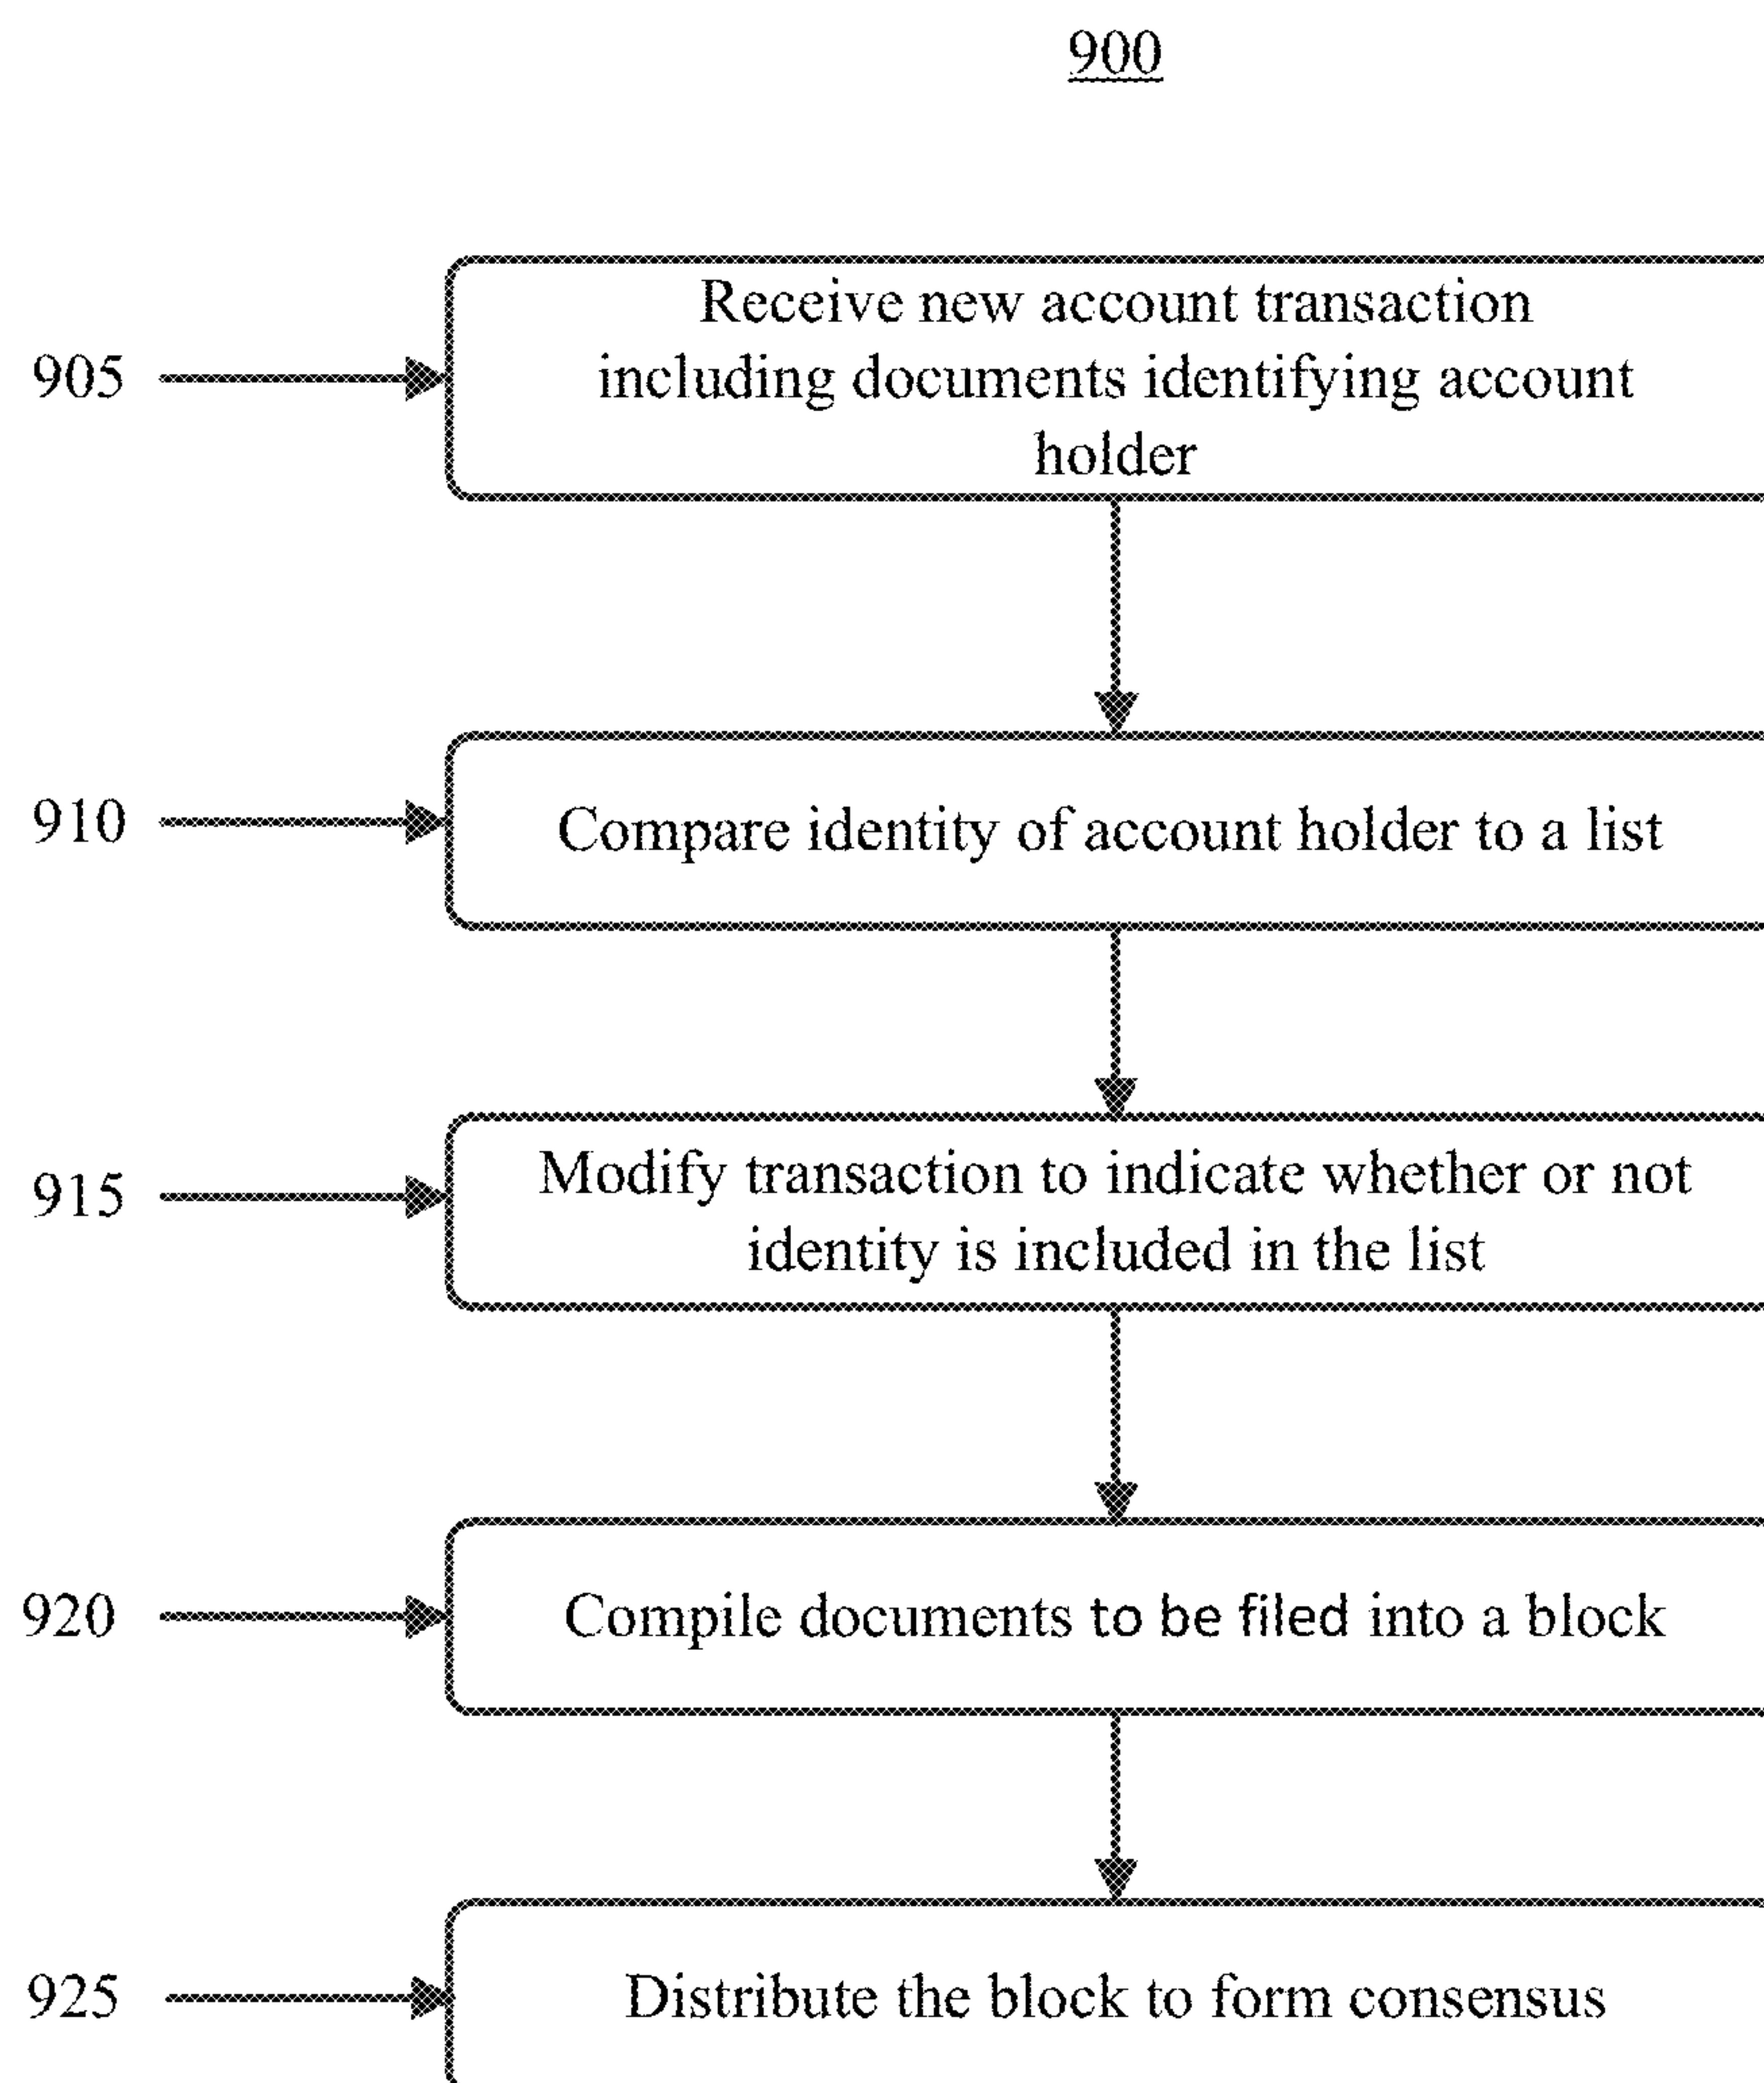 900
905
Receive new account transaction
including documents identifying account
holder
910
Compare identity of account holder to a list
915
Modify transaction to indicate whether or not
identity is included in the list
920
Compile documents to be filed into a block
925
Distribute the block to form consensus